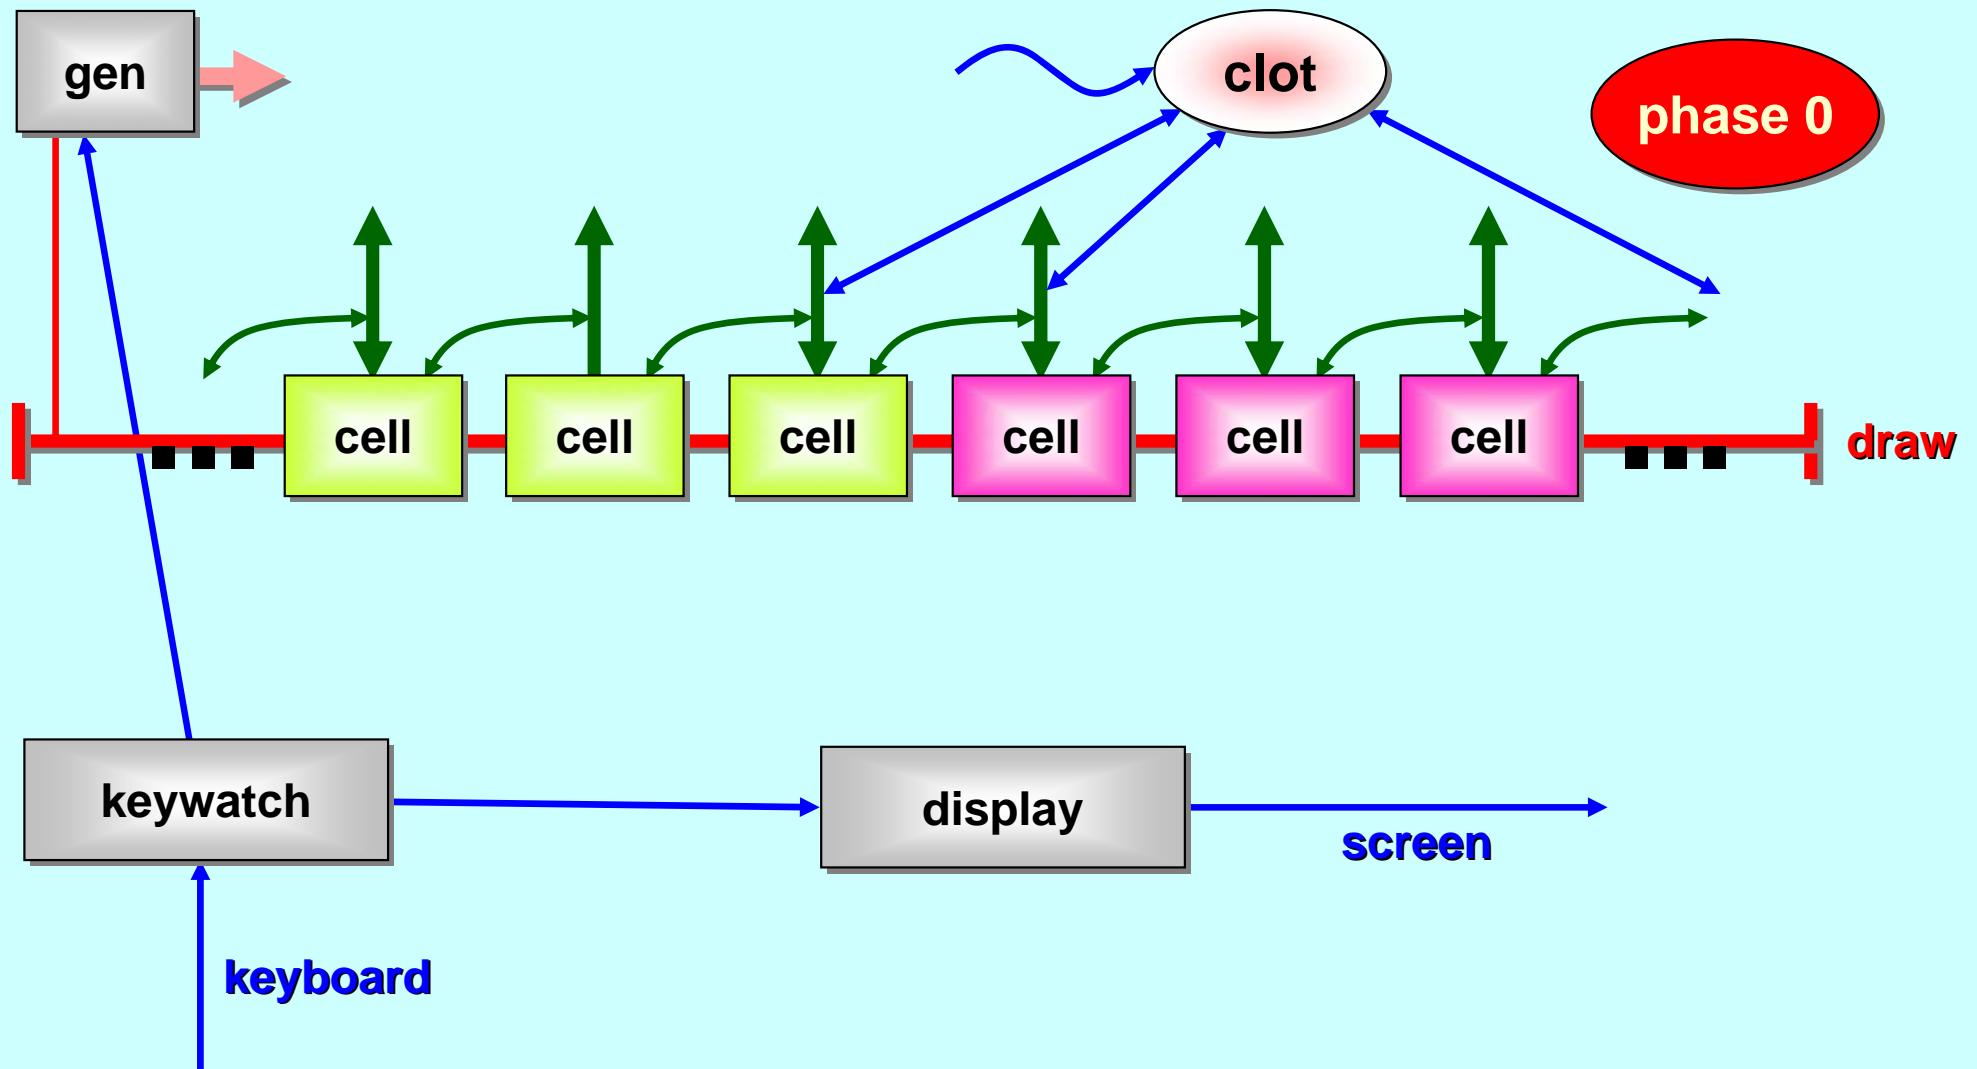 gen
clot
phase 0
cell
cell
cell
cell
cell
cell
draw
keywatch
display
screen
keyboard